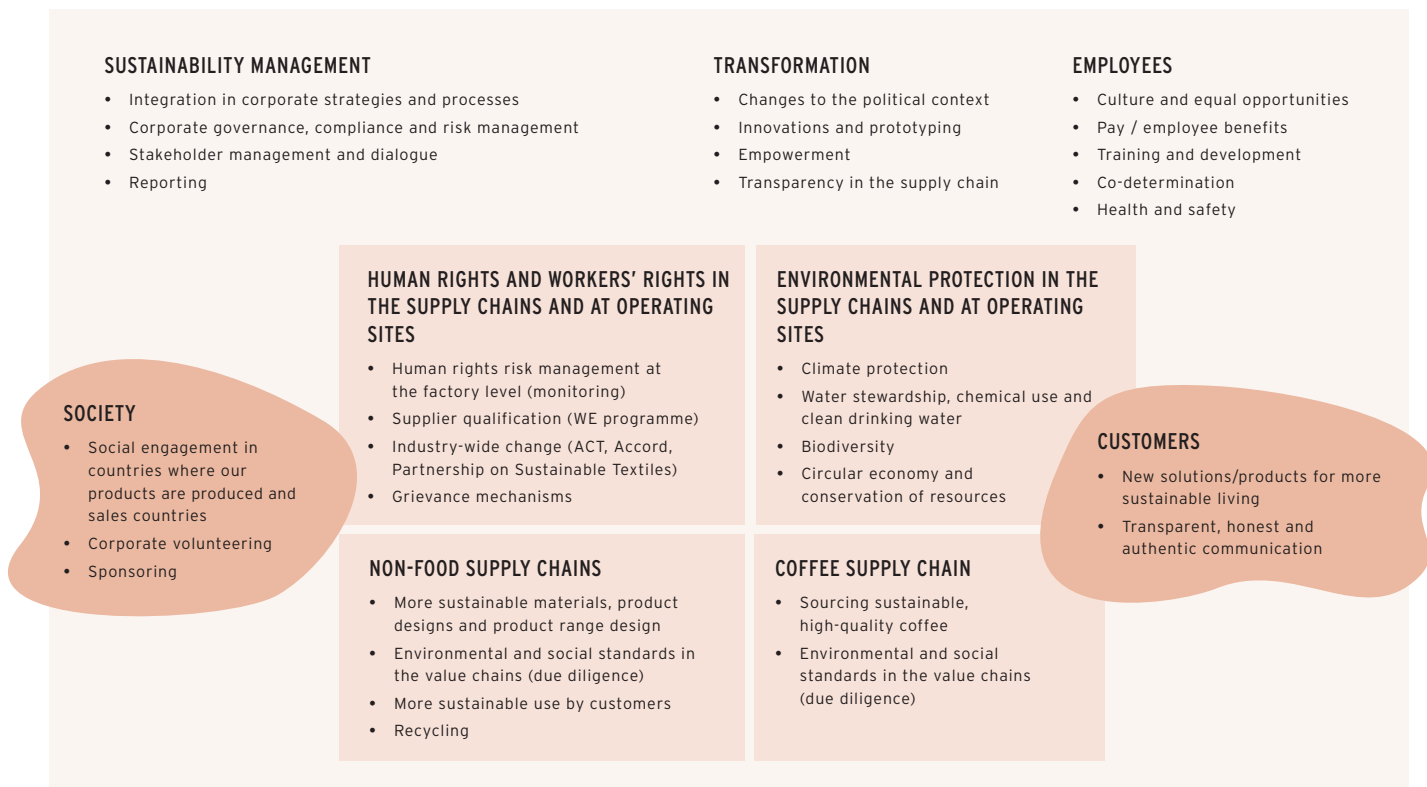 SUSTAINABILITY MANAGEMENT
• Integration in corporate strategies and processes
• Corporate governance, compliance and risk management
• Stakeholder management and dialogue
• Reporting
TRANSFORMATION
• Changes to the political context
• Innovations and prototyping
• Empowerment
• Transparency in the supply chain
EMPLOYEES
• Culture and equal opportunities
• Pay / employee benefits
• Training and development
• Co-determination
• Health and safety
HUMAN RIGHTS AND WORKERS’ RIGHTS IN
THE SUPPLY CHAINS AND AT OPERATING
SITES
• Human rights risk management at
the factory level (monitoring)
• Supplier qualification (WE programme)
• Industry-wide change (ACT, Accord,
Partnership on Sustainable Textiles)
• Grievance mechanisms
ENVIRONMENTAL PROTECTION IN THE
SUPPLY CHAINS AND AT OPERATING
SITES
• Climate protection
• Water stewardship, chemical use and
clean drinking water
• Biodiversity
• Circular economy and
conservation of resources
SOCIETY
• Social engagement in
countries where our
products are produced and
sales countries
• Corporate volunteering
• Sponsoring
CUSTOMERS
• New solutions/products for more
sustainable living
• Transparent, honest and
authentic communication
NON-FOOD SUPPLY CHAINS
• More sustainable materials, product
designs and product range design
• Environmental and social standards in
the value chains (due diligence)
• More sustainable use by customers
• Recycling
COFFEE SUPPLY CHAIN
• Sourcing sustainable,
high-quality coffee
• Environmental and social
standards in the value chains
(due diligence)